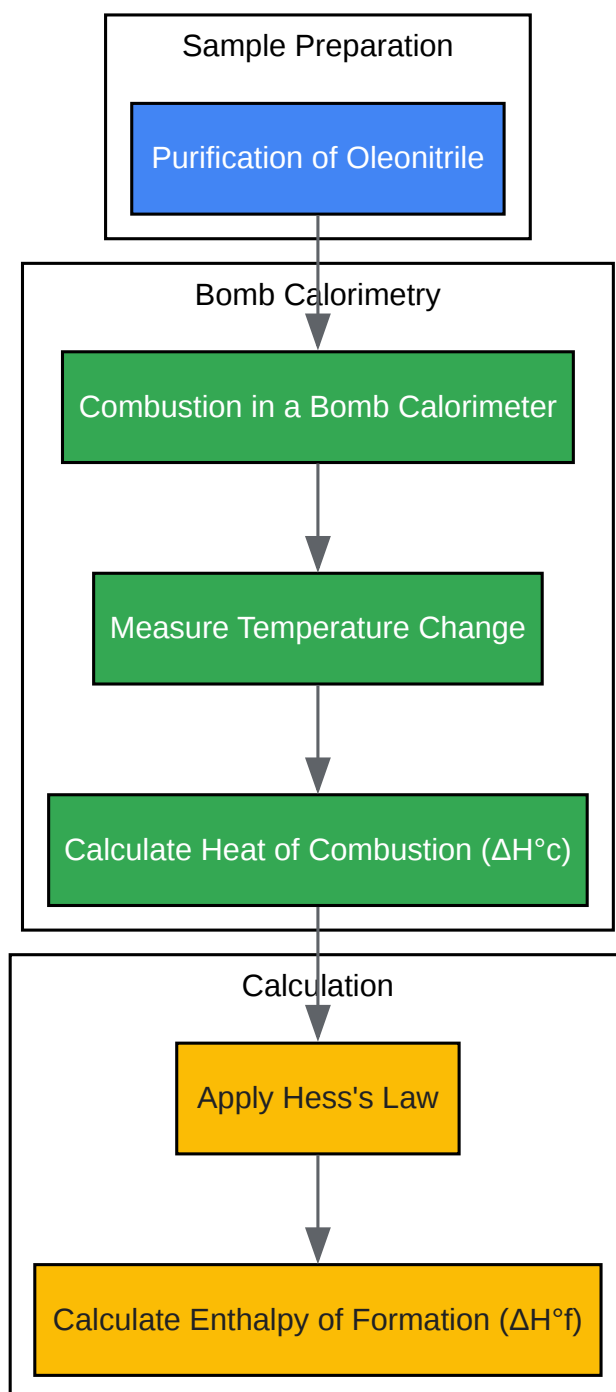 Sample Preparation
Purification of Oleonitrile
Bomb Calorimetry
Combustion in a Bomb Calorimeter
Measure Temperature Change
Calculate Heat of Combustion (ΔH°c)
Calculation
Apply Hess's Law
Calculate Enthalpy of Formation (ΔH°f)